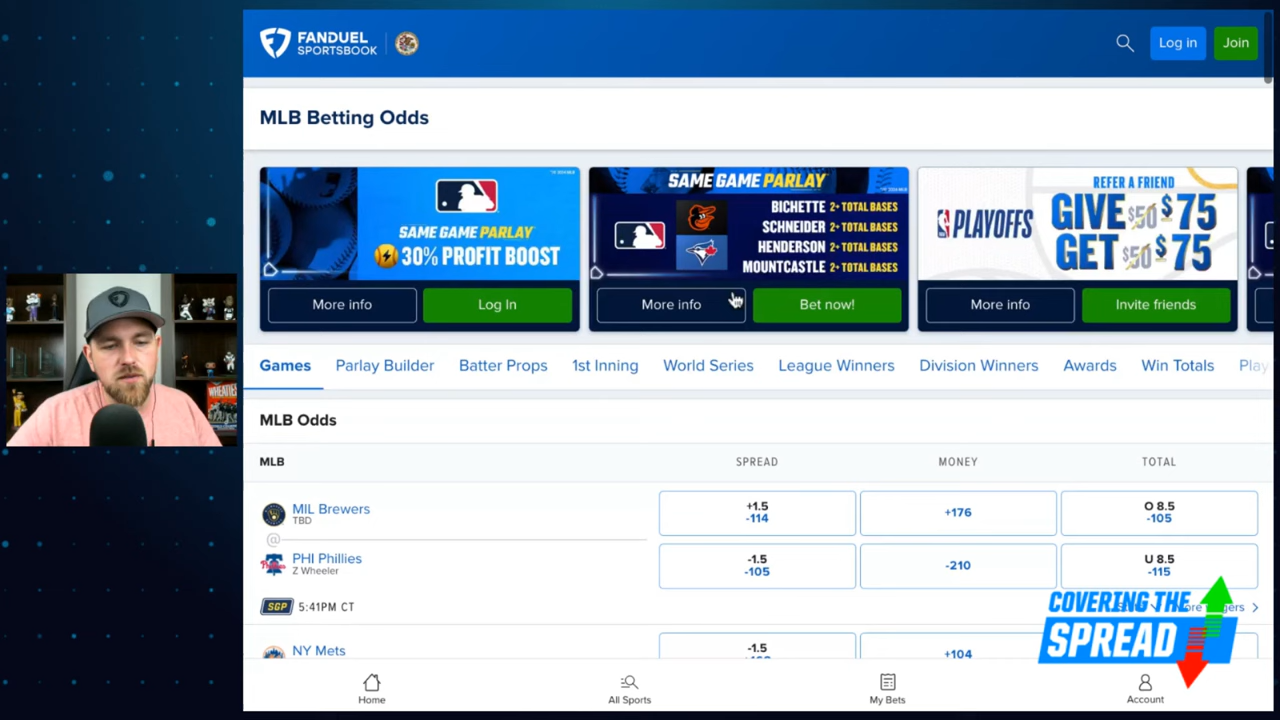 FANDUEL
SPORTSBOOK
Log in
Join
MLB Betting Odds
SAME GAME PARLAY
30% PROFIT BOOST
More info
Log In
SAME GAME PARLAY
BICHETTE 2+ TOTAL BASES
SCHNEIDER 2+ TOTAL BASES
HENDERSON 2+ TOTAL BASES
MOUNTCASTLE 2+ TOTAL BASES
More info
Bet now!
REFER A FRIEND
PLAYOFFS
GIVE $50 $75
GET $50 $75
More info
Invite friends
Games
Parlay Builder
Batter Props
1st Inning
World Series
League Winners
Division Winners
Awards
Win Totals
Play
MLB Odds
MLB
SPREAD
MONEY
TOTAL
MIL Brewers
TBD
+1.5
-114
+176
O 8.5
-105
@
PHI Phillies
Z Wheeler
-1.5
-105
-210
U 8.5
-115
SGP 5:41PM CT
NY Mets
-1.5
+104
COVERING THE
SPREAD
WHEATIES
Home
All Sports
My Bets
Account